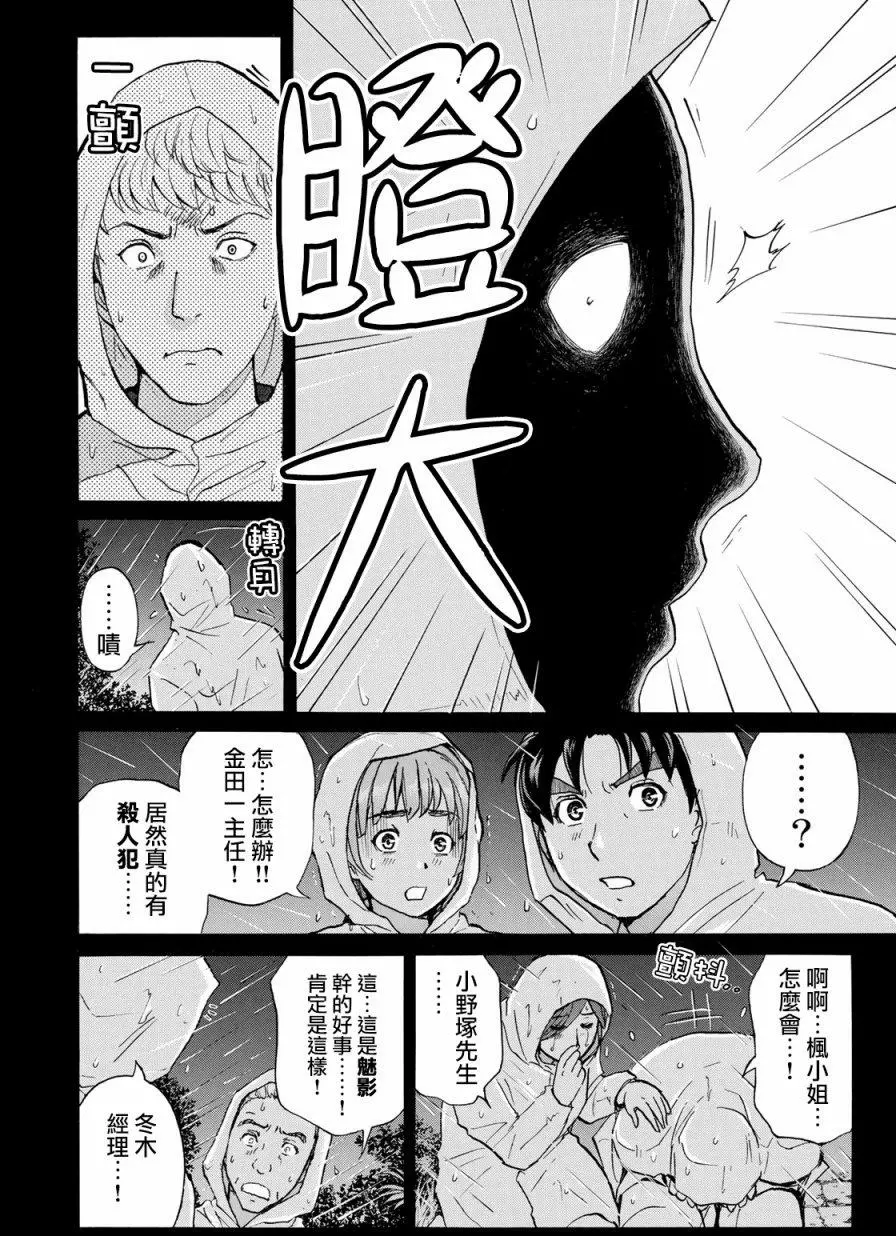 瞪大
一顫
轉身
……嘖
……?
怎…怎麼辦!!
金田一主任!
居然真的有
殺人犯……
啊啊…楓小姐…
怎麼會…!
顫抖..
小野塚先生
……
這…這是魅影
幹的好事……!
肯定是這樣!
冬木
經理…!